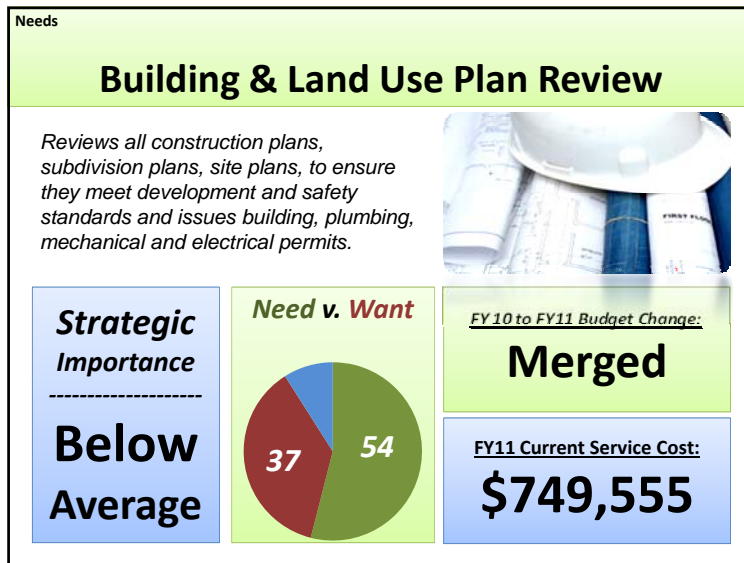 Needs
Building & Land Use Plan Review
Reviews all construction plans,
subdivision plans, site plans, to ensure
they meet development and safety
standards and issues building, plumbing,
mechanical and electrical permits.
FIRST FLOO
Strategic
Importance
--------------------
Below
Average
Need v. Want
37
54
FY 10 to FY11 Budget Change:
Merged
FY11 Current Service Cost:
$749,555